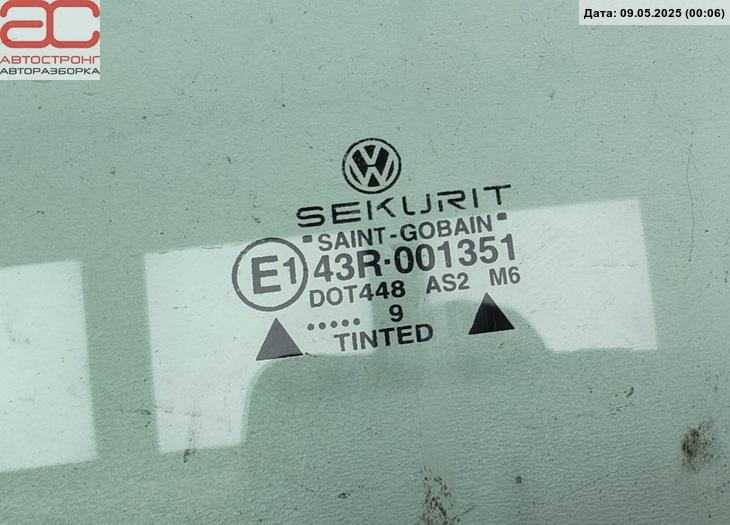 Дата: 09.05.2025 (00:06)
АС
АВТОСТРОНГ
АВТОРАЗБОРКА
VW
SEKURIT
SAINT-GOBAIN
E1 43R-001351
DOT448 AS2 M6
..... 9
TINTED